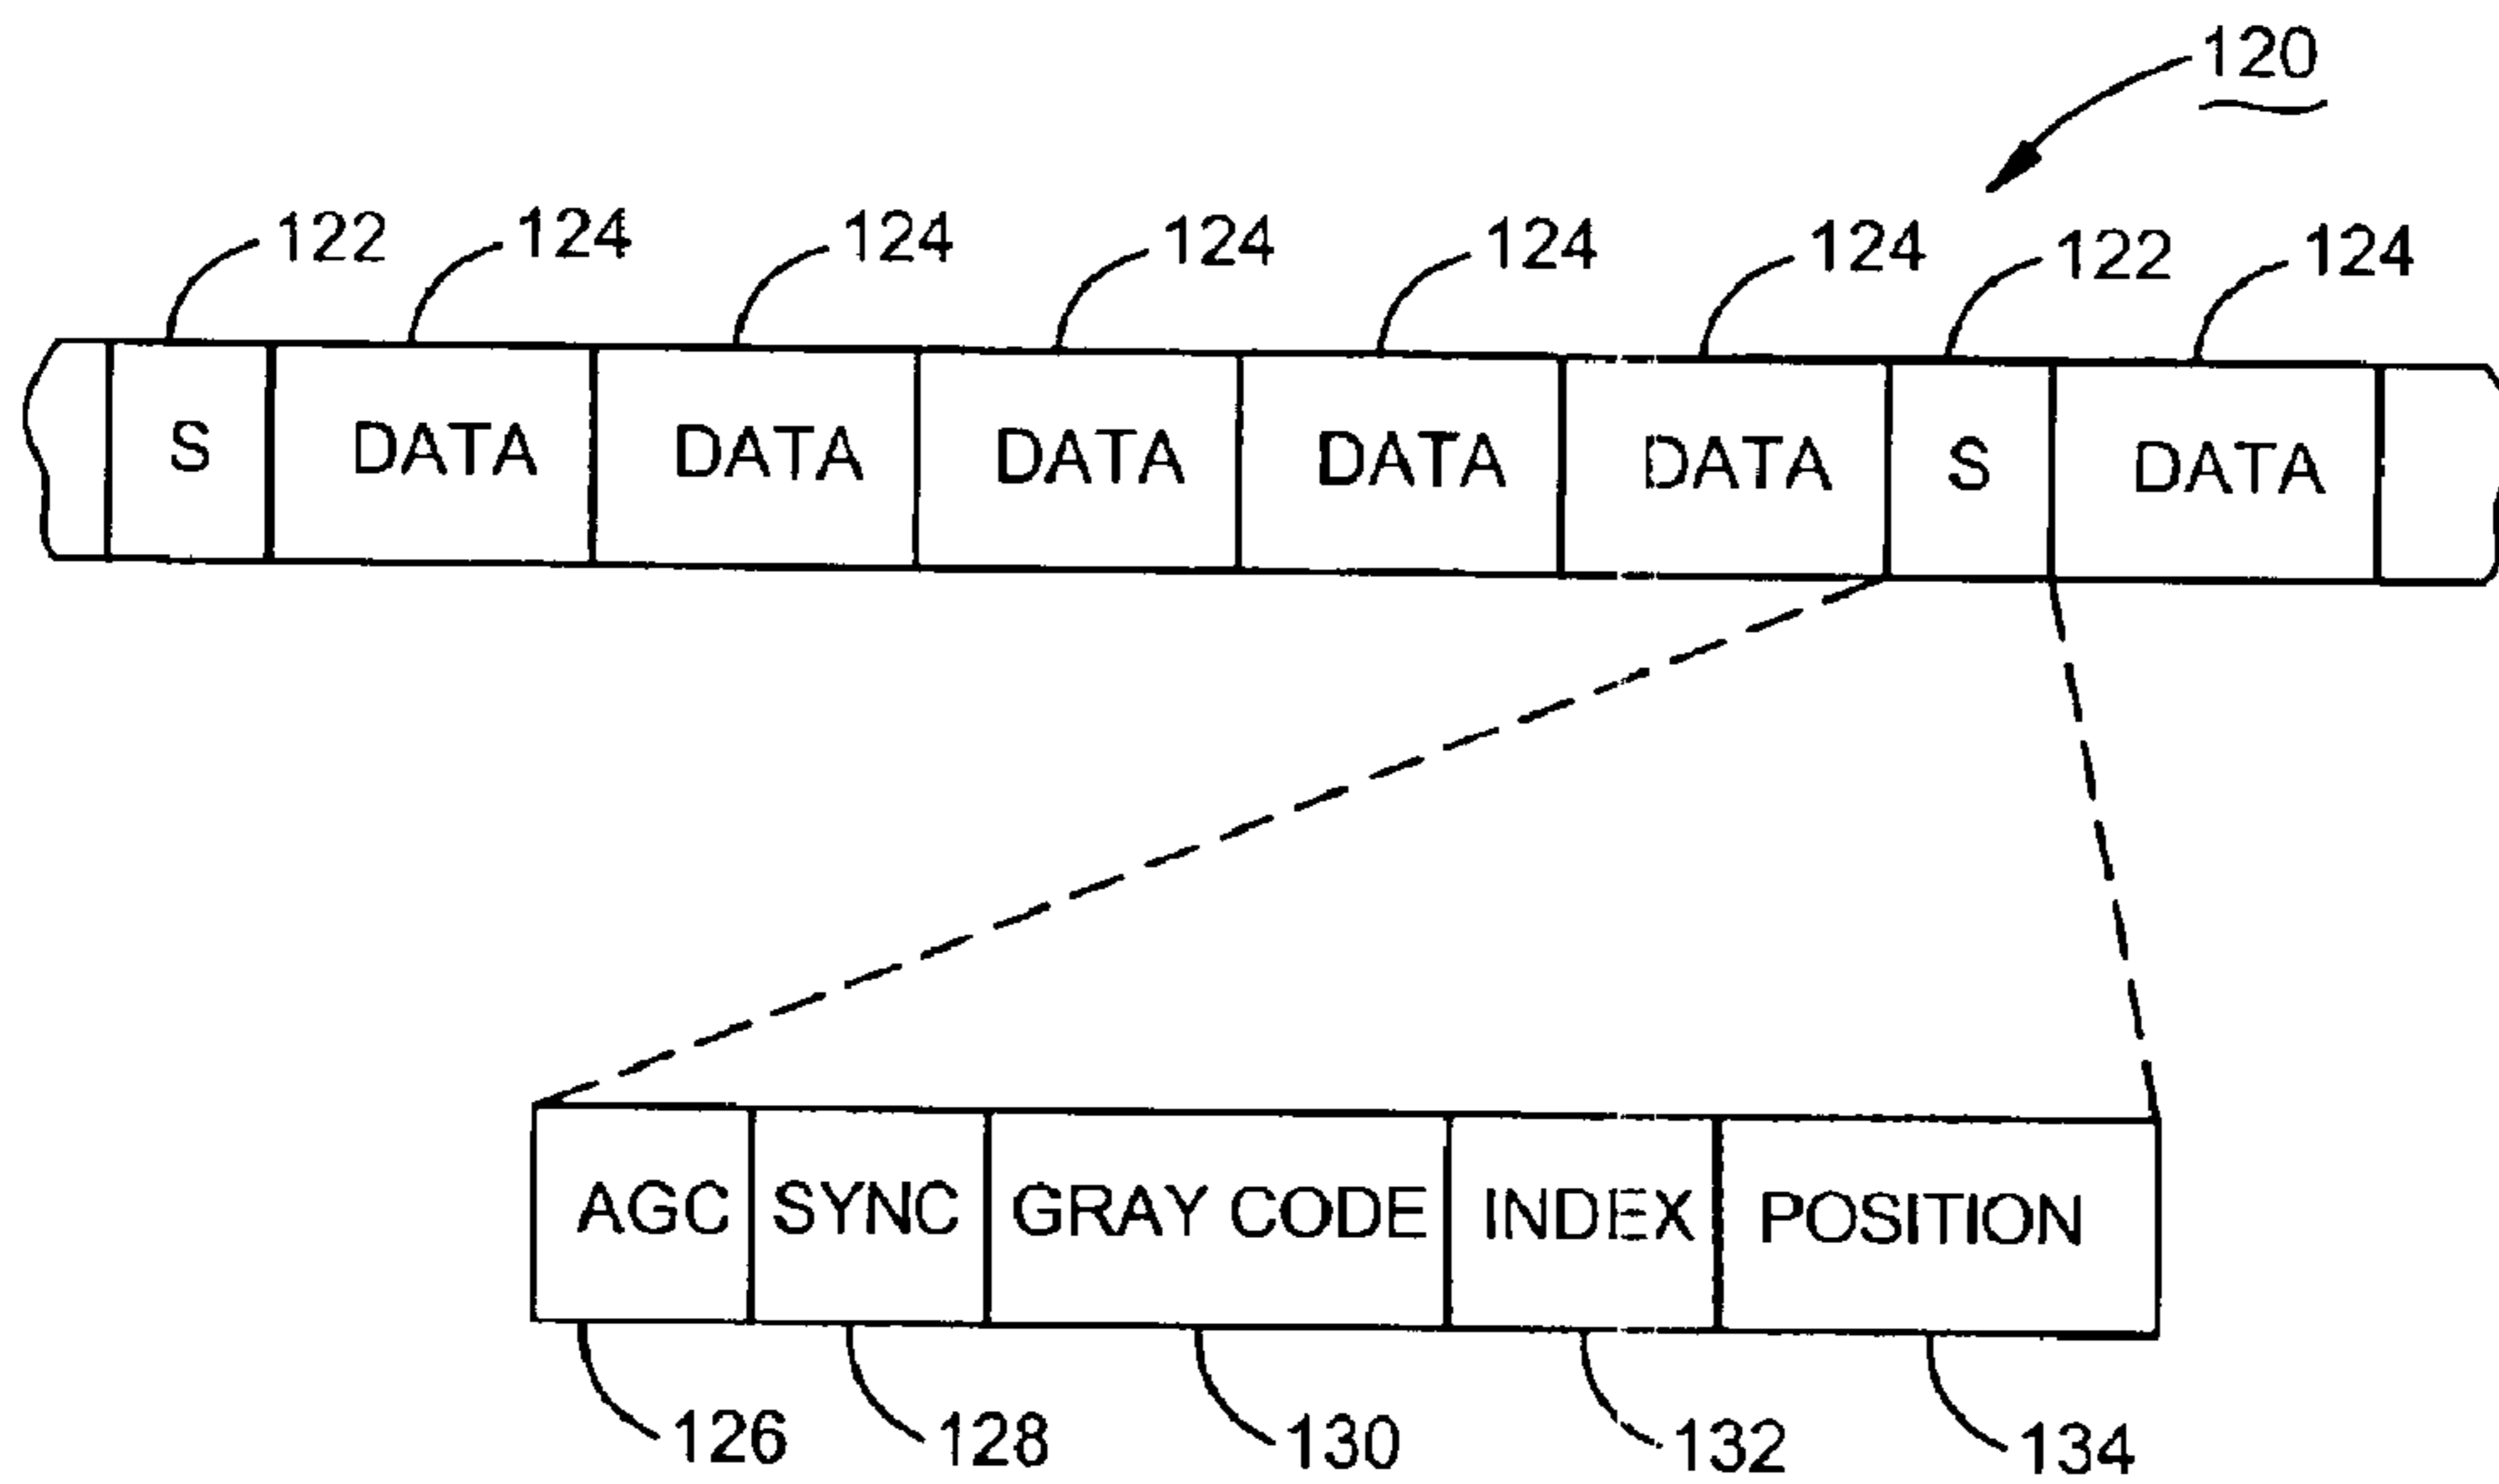 120
122 124 124 124 124 124 122 124
S DATA DATA DATA DATA DATA S DATA
AGC SYNC GRAY CODE INDEX POSITION
126 128 130 132 134